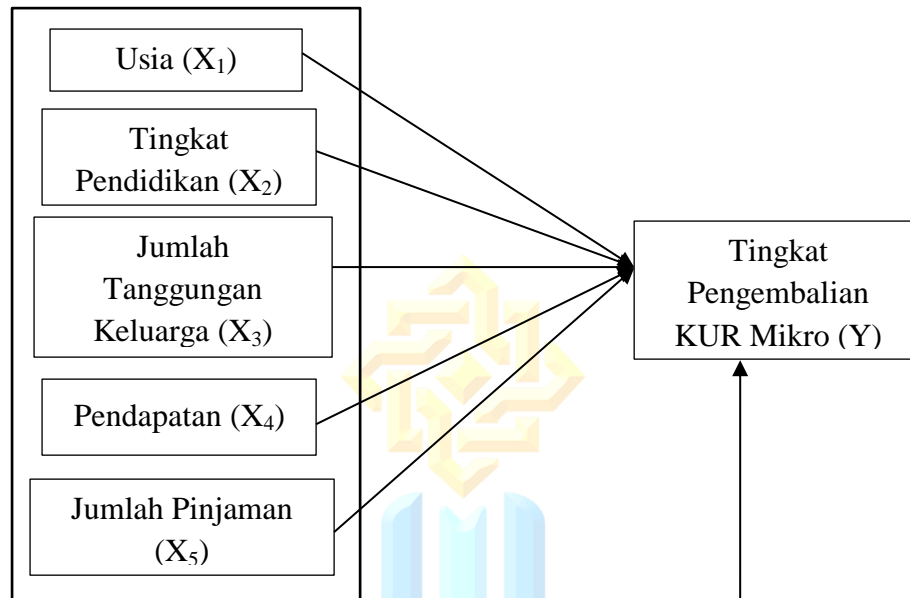 Usia (X₁)
Tingkat
Pendidikan (X₂)
Jumlah
Tanggungan
Keluarga (X₃)
Pendapatan (X₄)
Jumlah Pinjaman
(X₅)
Tingkat
Pengembalian
KUR Mikro (Y)